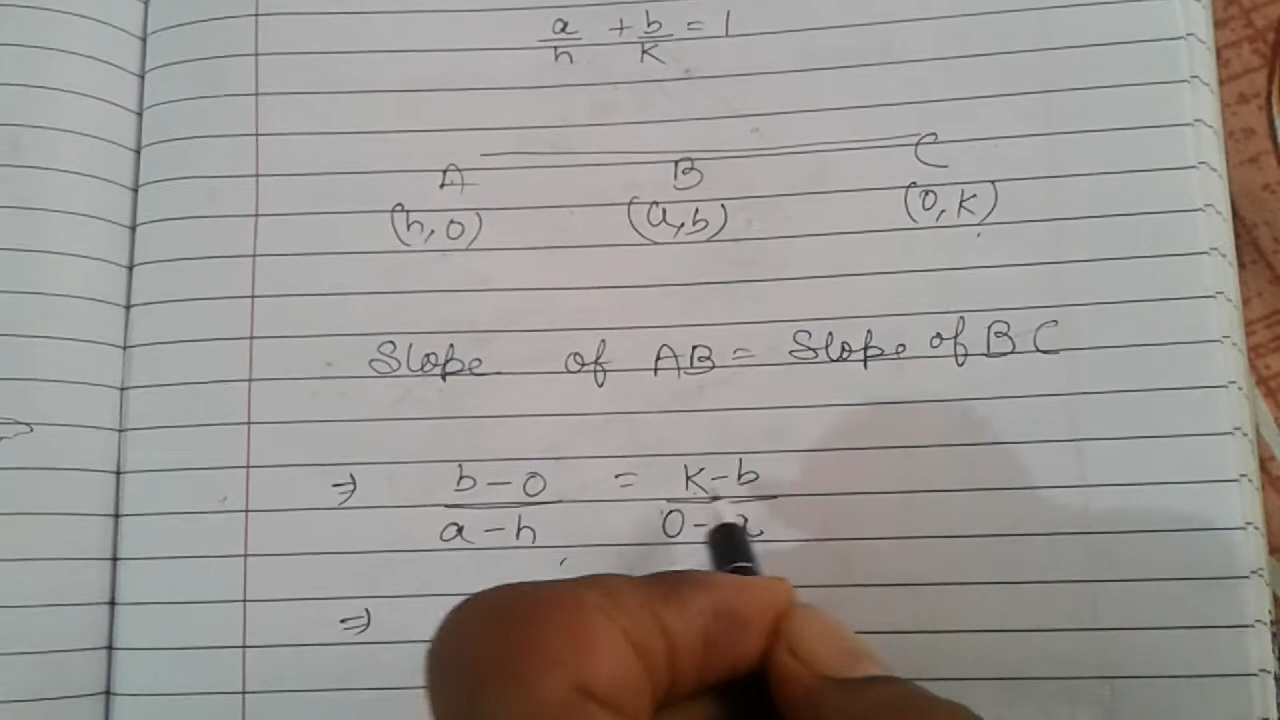 a/h + b/k = 1
A B C
(h,0) (a,b) (0,k)
Slope of AB = Slope of BC
⇒ b-0/a-h = k-b/0-a
⇒